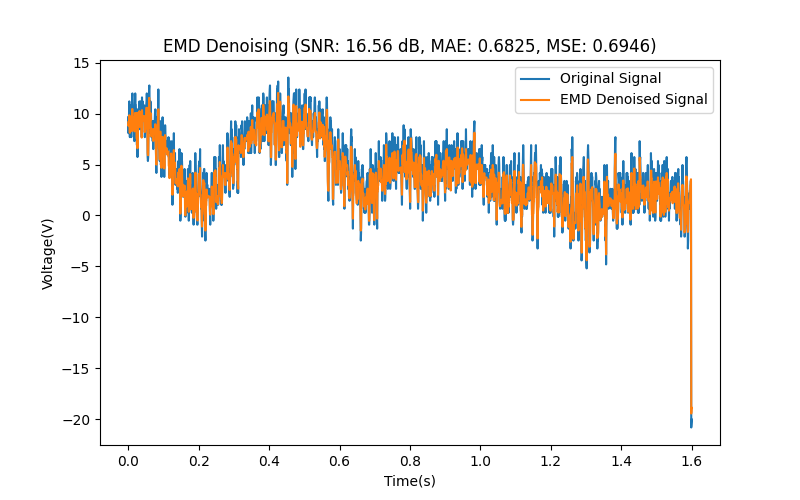 EMD Denoising (SNR: 16.56 dB, MAE: 0.6825, MSE: 0.6946)
Original Signal
EMD Denoised Signal
15
10
5
0
−5
−10
−15
−20
Voltage(V)
0.0 0.2 0.4 0.6 0.8 1.0 1.2 1.4 1.6
Time(s)